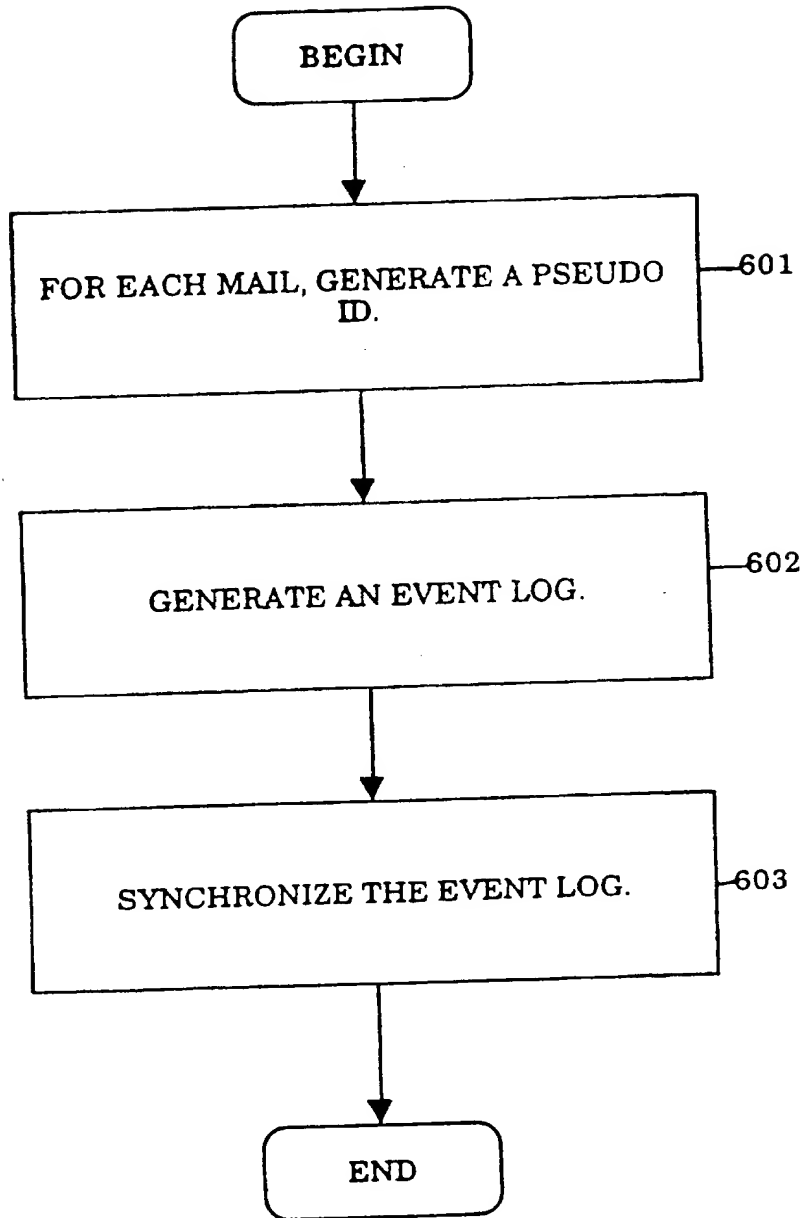 BEGIN
FOR EACH MAIL, GENERATE A PSEUDO
ID.
601
GENERATE AN EVENT LOG.
602
SYNCHRONIZE THE EVENT LOG.
603
END